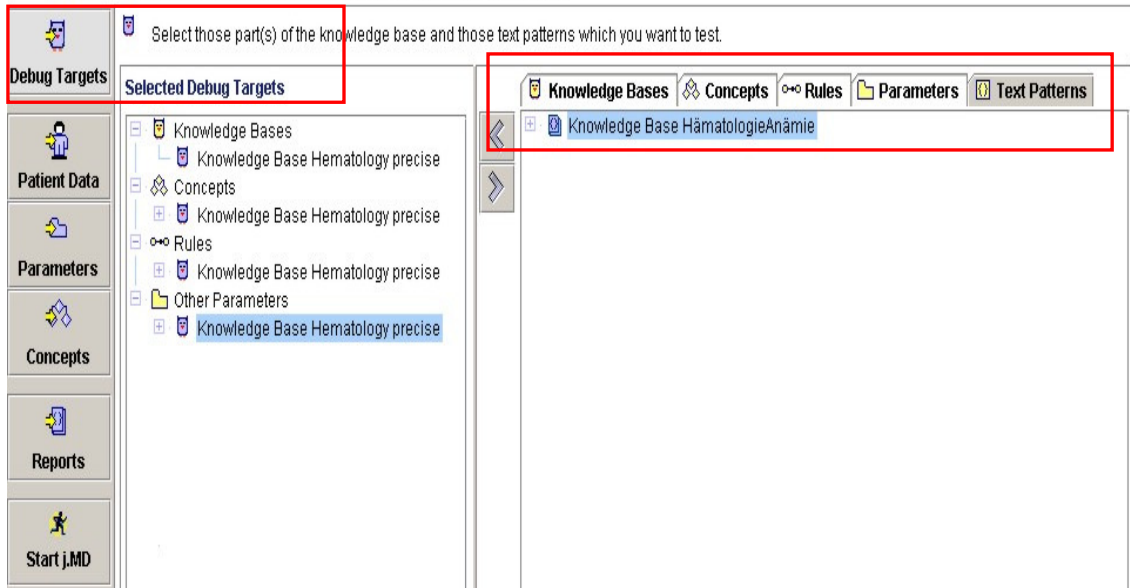 Debug Targets
Patient Data
Parameters
Concepts
Reports
Start j.MD
Select those part(s) of the knowledge base and those text patterns which you want to test.
Selected Debug Targets
Knowledge Bases
Knowledge Base Hematology precise
Concepts
Knowledge Base Hematology precise
Rules
Knowledge Base Hematology precise
Other Parameters
Knowledge Base Hematology precise
Knowledge Bases Concepts Rules Parameters Text Patterns
Knowledge Base HämatologieAnämie